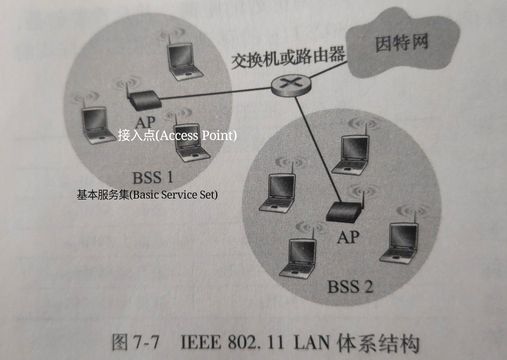 因特网
交换机或路由器
AP
接入点(Access Point)
BSS 1
基本服务集(Basic Service Set)
AP
BSS 2
图 7-7 IEEE 802.11 LAN 体系结构